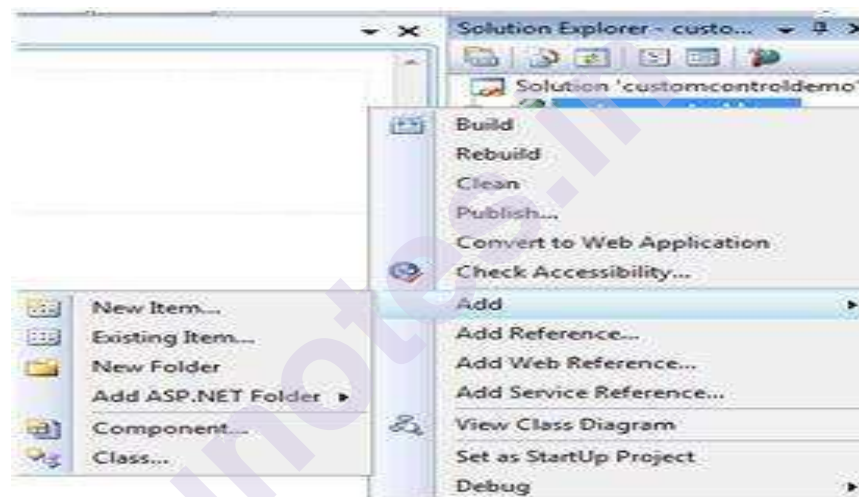 Solution Explorer - custo...
Solution 'customcontroldemo'
Build
Rebuild
Clean
Publish...
Convert to Web Application
Check Accessibility...
Add
Add Reference...
Add Web Reference...
Add Service Reference...
View Class Diagram
Set as StartUp Project
Debug
New Item...
Existing Item...
New Folder
Add ASP.NET Folder
Component...
Class...
unotes.in